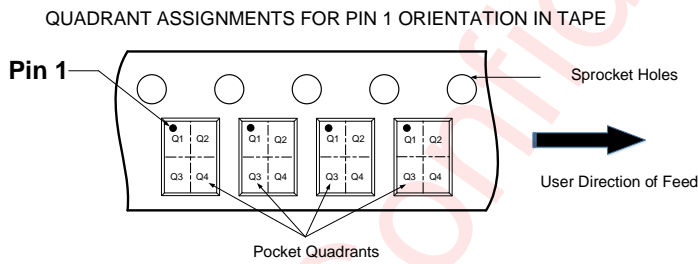 QUADRANT ASSIGNMENTS FOR PIN 1 ORIENTATION IN TAPE
Pin 1
Sprocket Holes
Q1 Q2 Q1 Q2 Q1 Q2 Q1 Q2
Q3 Q4 Q3 Q4 Q3 Q4 Q3 Q4
User Direction of Feed
Pocket Quadrants